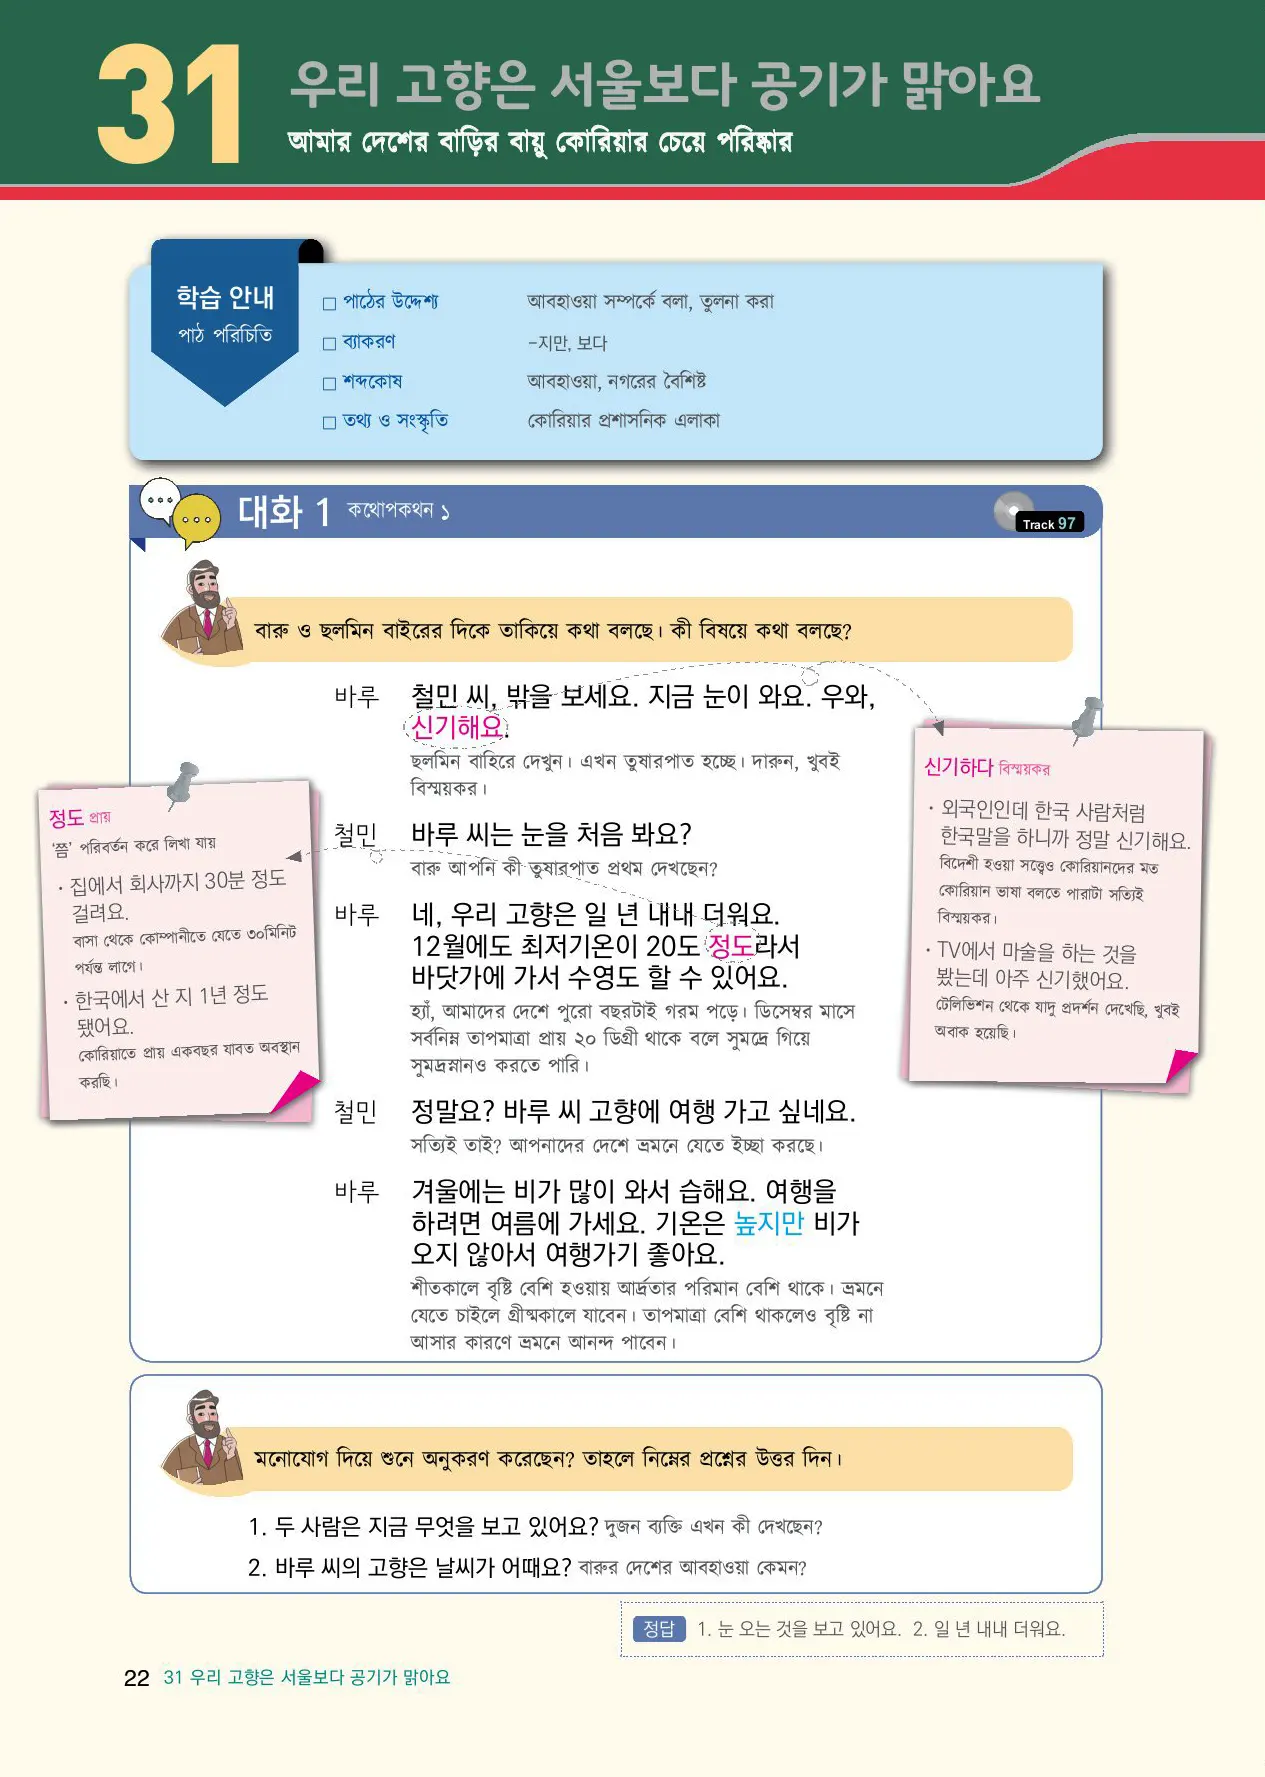 31
우리 고향은 서울보다 공기가 맑아요
আমার দেশের বাড়ির বায়ু কোরিয়ার চেয়ে পরিষ্কার
학습 안내
পাঠ পরিচিতি
□ পাঠের উদ্দেশ্য আবহাওয়া সম্পর্কে বলা, তুলনা করা
□ ব্যাকরণ -지만, 보다
□ শব্দকোষ আবহাওয়া, নগরের বৈশিষ্ট
□ তথ্য ও সংস্কৃতি কোরিয়ার প্রশাসনিক এলাকা
대화 1 কথোপকথন ১
Track 97
বারু ও ছলমিন বাইরের দিকে তাকিয়ে কথা বলছে। কী বিষয়ে কথা বলছে?
바루 철민 씨, 밖을 보세요. 지금 눈이 와요. 우와,
신기해요.
ছলমিন বাহিরে দেখুন। এখন তুষারপাত হচ্ছে। দারুন, খুবই
বিস্ময়কর।
철민 바루 씨는 눈을 처음 봐요?
বারু আপনি কী তুষারপাত প্রথম দেখছেন?
바루 네, 우리 고향은 일 년 내내 더워요.
12월에도 최저기온이 20도 정도라서
바닷가에 가서 수영도 할 수 있어요.
হ্যাঁ, আমাদের দেশে পুরো বছরটাই গরম পড়ে। ডিসেম্বর মাসে
সর্বনিম্ন তাপমাত্রা প্রায় ২০ ডিগ্রী থাকে বলে সুমদ্রে গিয়ে
সুমদ্রস্নানও করতে পারি।
철민 정말요? 바루 씨 고향에 여행 가고 싶네요.
সত্যিই তাই? আপনাদের দেশে ভ্রমনে যেতে ইচ্ছা করছে।
바루 겨울에는 비가 많이 와서 습해요. 여행을
하려면 여름에 가세요. 기온은 높지만 비가
오지 않아서 여행가기 좋아요.
শীতকালে বৃষ্টি বেশি হওয়ায় আর্দ্রতার পরিমান বেশি থাকে। ভ্রমনে
যেতে চাইলে গ্রীষ্মকালে যাবেন। তাপমাত্রা বেশি থাকলেও বৃষ্টি না
আসার কারণে ভ্রমনে আনন্দ পাবেন।
정도 প্রায়
'쯤' পরিবর্তন করে লিখা যায়
· 집에서 회사까지 30분 정도
걸려요.
বাসা থেকে কোম্পানীতে যেতে ৩০মিনিট
পর্যন্ত লাগে।
· 한국에서 산 지 1년 정도
됐어요.
কোরিয়াতে প্রায় একবছর যাবত অবস্থান
করছি।
신기하다 বিস্ময়কর
· 외국인인데 한국 사람처럼
한국말을 하니까 정말 신기해요.
বিদেশী হওয়া সত্ত্বেও কোরিয়ানদের মত
কোরিয়ান ভাষা বলতে পারাটা সত্যিই
বিস্ময়কর।
· TV에서 마술을 하는 것을
봤는데 아주 신기했어요.
টেলিভিশন থেকে যাদু প্রদর্শন দেখেছি, খুবই
অবাক হয়েছি।
মনোযোগ দিয়ে শুনে অনুকরণ করেছেন? তাহলে নিম্নের প্রশ্নের উত্তর দিন।
1. 두 사람은 지금 무엇을 보고 있어요? দুজন ব্যক্তি এখন কী দেখছেন?
2. 바루 씨의 고향은 날씨가 어때요? বারুর দেশের আবহাওয়া কেমন?
정답 1. 눈 오는 것을 보고 있어요. 2. 일 년 내내 더워요.
22 31 우리 고향은 서울보다 공기가 맑아요